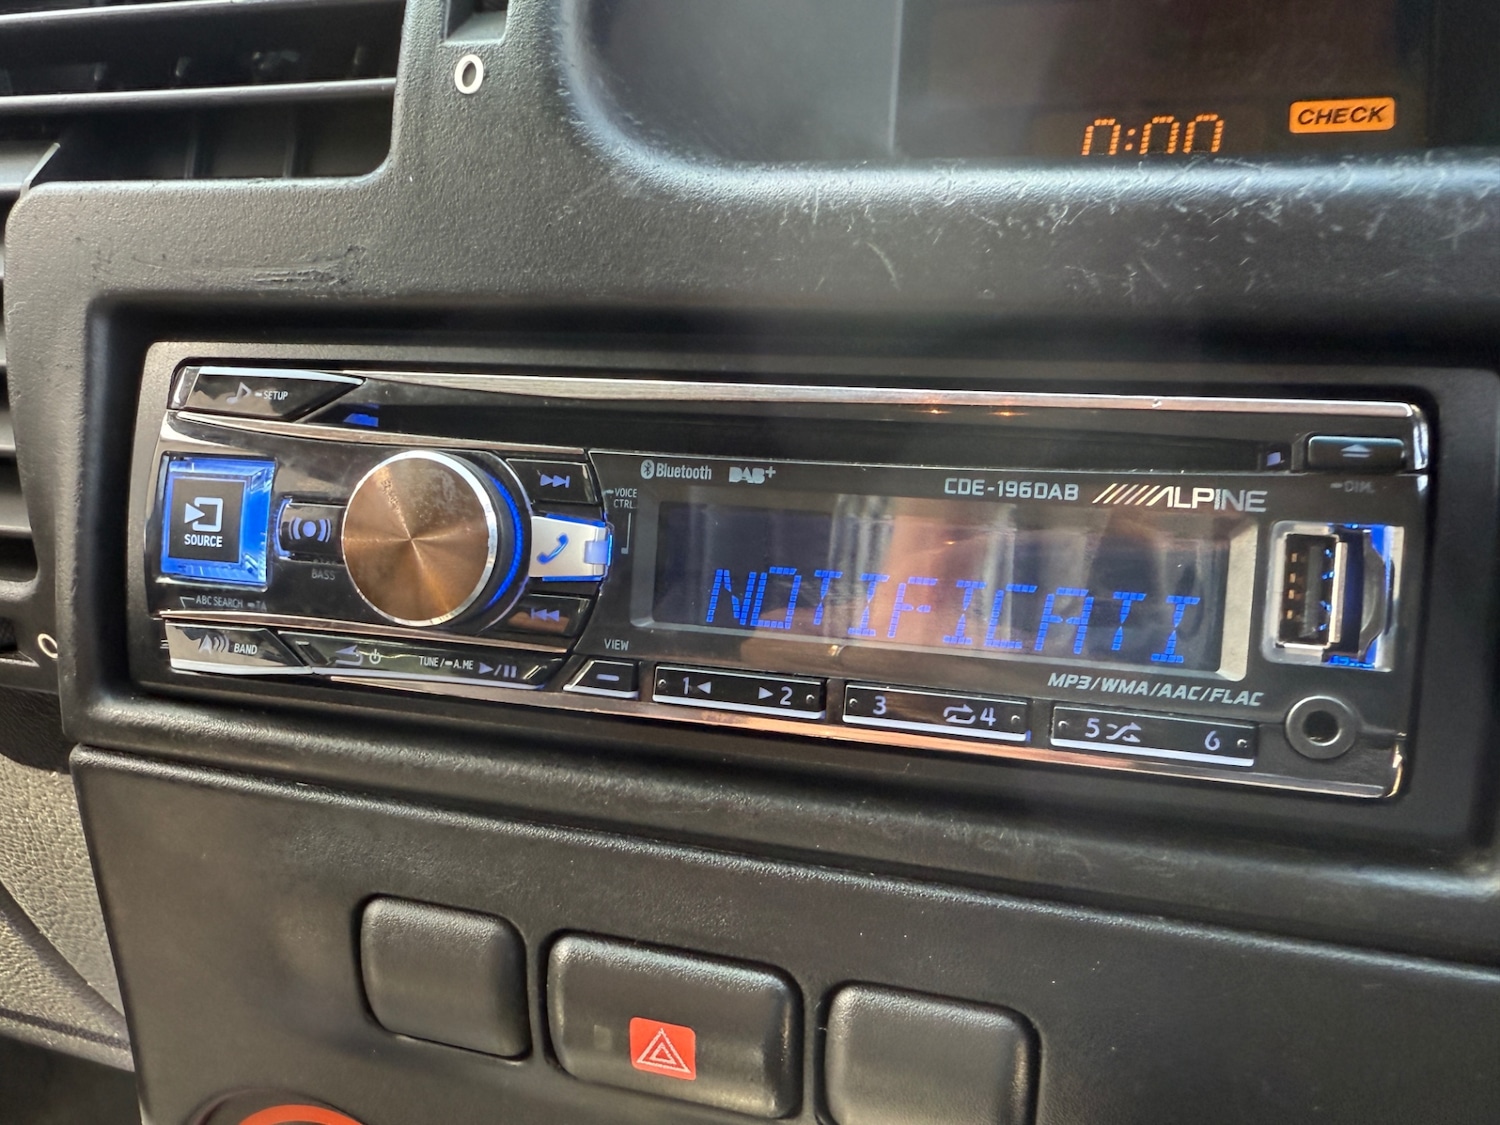 0:00
CHECK
SETUP
Bluetooth DAB+
CDE-196DAB ALPINE
DIM.
VOICE
CTRL.
SOURCE
BASS
NOTIFICATI
ABC SEARCH TA
BAND
TUNE/A.ME
VIEW
MP3/WMA/AAC/FLAC
1 2 3 4 5 6